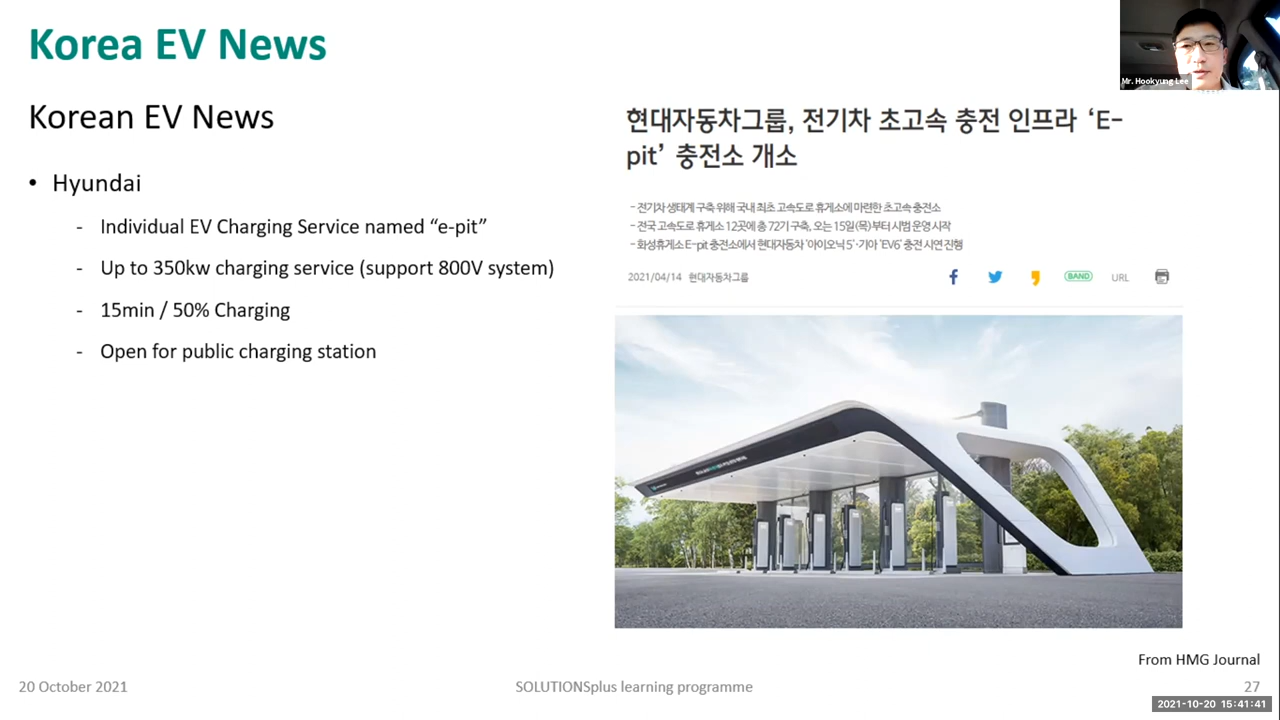 Korea EV News
Mr. Hookyung Lee
Korean EV News
• Hyundai
- Individual EV Charging Service named “e-pit”
- Up to 350kw charging service (support 800V system)
- 15min / 50% Charging
- Open for public charging station
현대자동차그룹, 전기차 초고속 충전 인프라 ‘E-
pit’ 충전소 개소
- 전기차 생태계 구축 위해 국내 최초 고속도로 휴게소에 마련한 초고속 충전소
- 전국 고속도로 휴게소 12곳에 총 72기 구축, 오는 15일(목)부터 시범 운영 시작
- 화성휴게소 E-pit 충전소에서 현대자동차 ‘아이오닉 5’·기아 ‘EV6’ 충전 시연 진행
2021/04/14 현대자동차그룹
BAND URL
From HMG Journal
20 October 2021
SOLUTIONSplus learning programme
27
2021-10-20 15:41:41